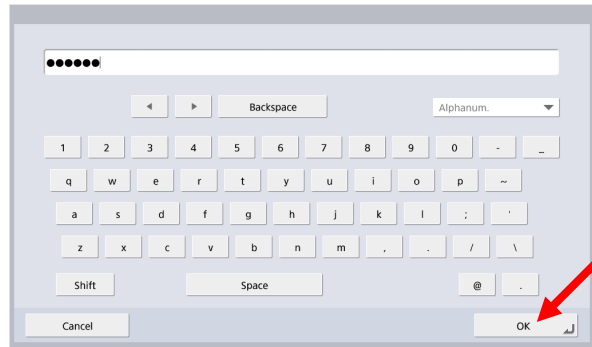 ●●●●●●
Backspace Alphanum.
1 2 3 4 5 6 7 8 9 0 - _
q w e r t y u i o p ~
a s d f g h j k l ; '
z x c v b n m , . / \
Shift Space @ .
Cancel OK